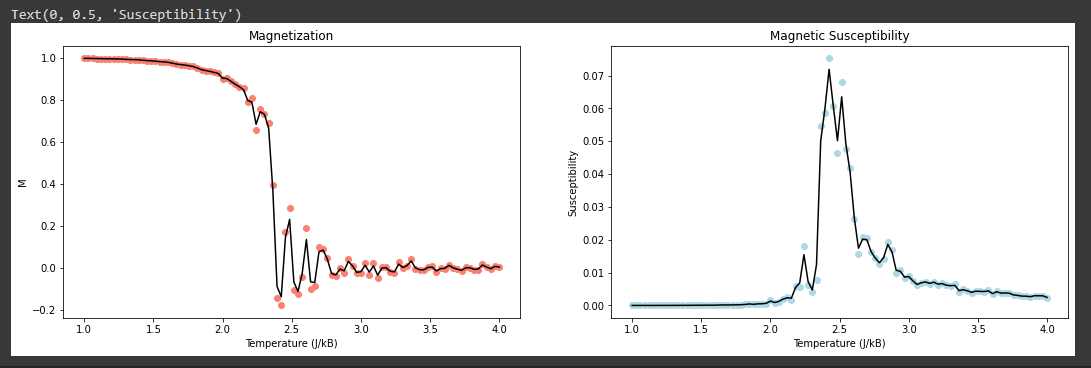 Text(0, 0.5, 'Susceptibility')
Magnetization
1.0
0.8
0.6
0.4
0.2
0.0
−0.2
M
1.0 1.5 2.0 2.5 3.0 3.5 4.0
Temperature (J/kB)
Magnetic Susceptibility
0.07
0.06
0.05
0.04
0.03
0.02
0.01
0.00
Susceptibility
1.0 1.5 2.0 2.5 3.0 3.5 4.0
Temperature (J/kB)